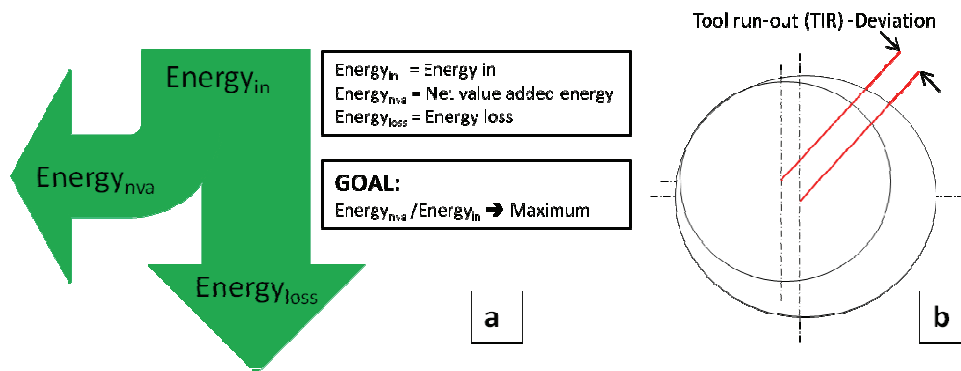 Energyin
Energynva
Energyloss
Energyin = Energy in
Energynva = Net value added energy
Energyloss = Energy loss
GOAL:
Energynva /Energyin ➔ Maximum
a
Tool run-out (TIR) -Deviation
b